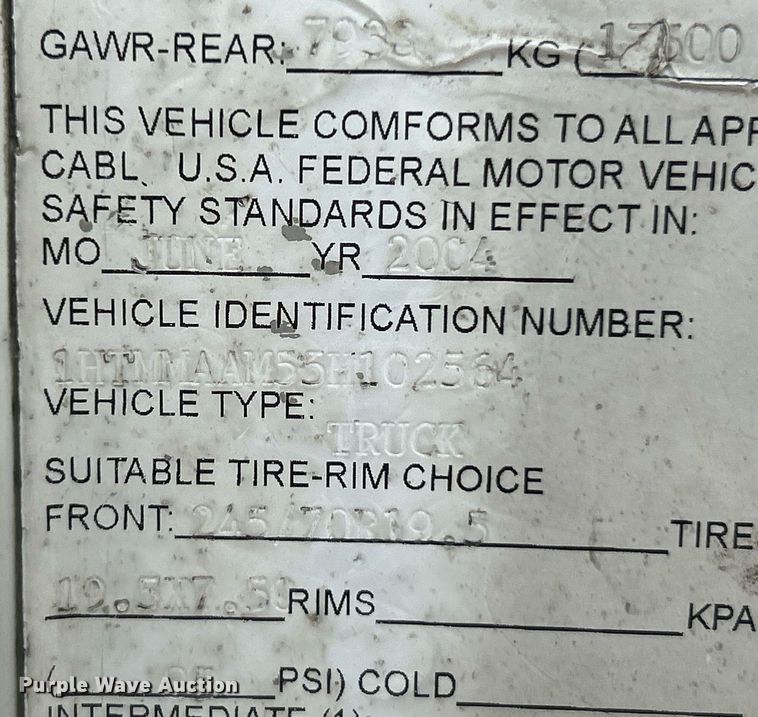 GAWR-REAR: 7938 KG ( 17500
THIS VEHICLE COMFORMS TO ALL APP
CABL. U.S.A. FEDERAL MOTOR VEHIC
SAFETY STANDARDS IN EFFECT IN:
MO JUNE YR 2004
VEHICLE IDENTIFICATION NUMBER:
1HTMMAAM55H102564
VEHICLE TYPE:
TRUCK
SUITABLE TIRE-RIM CHOICE
FRONT: 245/70R19.5 TIRE
19.5X7.50 RIMS KPA
( PSI) COLD
INTERMEDIATE (1)
Purple Wave Auction